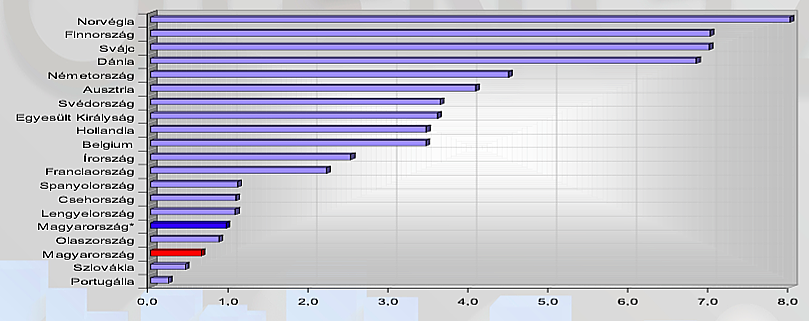 Norvégia
Finnország
Svájc
Dánia
Németország
Ausztria
Svédország
Egyesült Királyság
Hollandia
Belgium
Írország
Franciaország
Spanyolország
Csehország
Lengyelország
Magyarország*
Olaszország
Magyarország
Szlovákia
Portugália
0,0 1,0 2,0 3,0 4,0 5,0 6,0 7,0 8,0